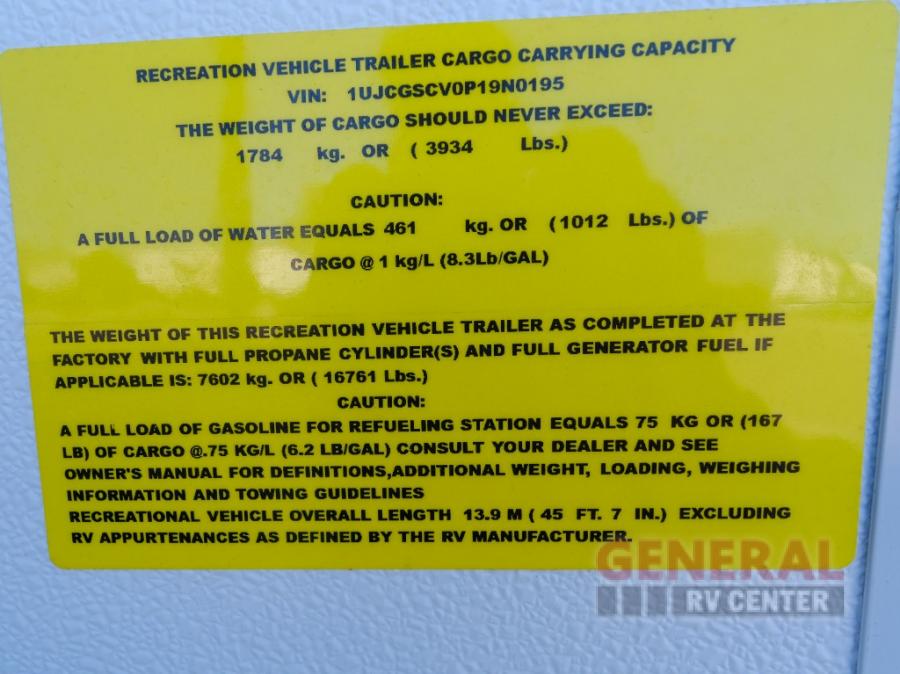 RECREATION VEHICLE TRAILER CARGO CARRYING CAPACITY
VIN: 1UJCGSCV0P19N0195
THE WEIGHT OF CARGO SHOULD NEVER EXCEED:
1784 kg. OR ( 3934 Lbs.)
CAUTION:
A FULL LOAD OF WATER EQUALS 461 kg. OR (1012 Lbs.) OF
CARGO @ 1 kg/L (8.3Lb/GAL)
THE WEIGHT OF THIS RECREATION VEHICLE TRAILER AS COMPLETED AT THE
FACTORY WITH FULL PROPANE CYLINDER(S) AND FULL GENERATOR FUEL IF
APPLICABLE IS: 7602 kg. OR ( 16761 Lbs.)
CAUTION:
A FULL LOAD OF GASOLINE FOR REFUELING STATION EQUALS 75 KG OR (167
LB) OF CARGO @.75 KG/L (6.2 LB/GAL) CONSULT YOUR DEALER AND SEE
OWNER'S MANUAL FOR DEFINITIONS,ADDITIONAL WEIGHT, LOADING, WEIGHING
INFORMATION AND TOWING GUIDELINES
RECREATIONAL VEHICLE OVERALL LENGTH 13.9 M ( 45 FT. 7 IN.) EXCLUDING
RV APPURTENANCES AS DEFINED BY THE RV MANUFACTURER.
GENERAL
RV CENTER